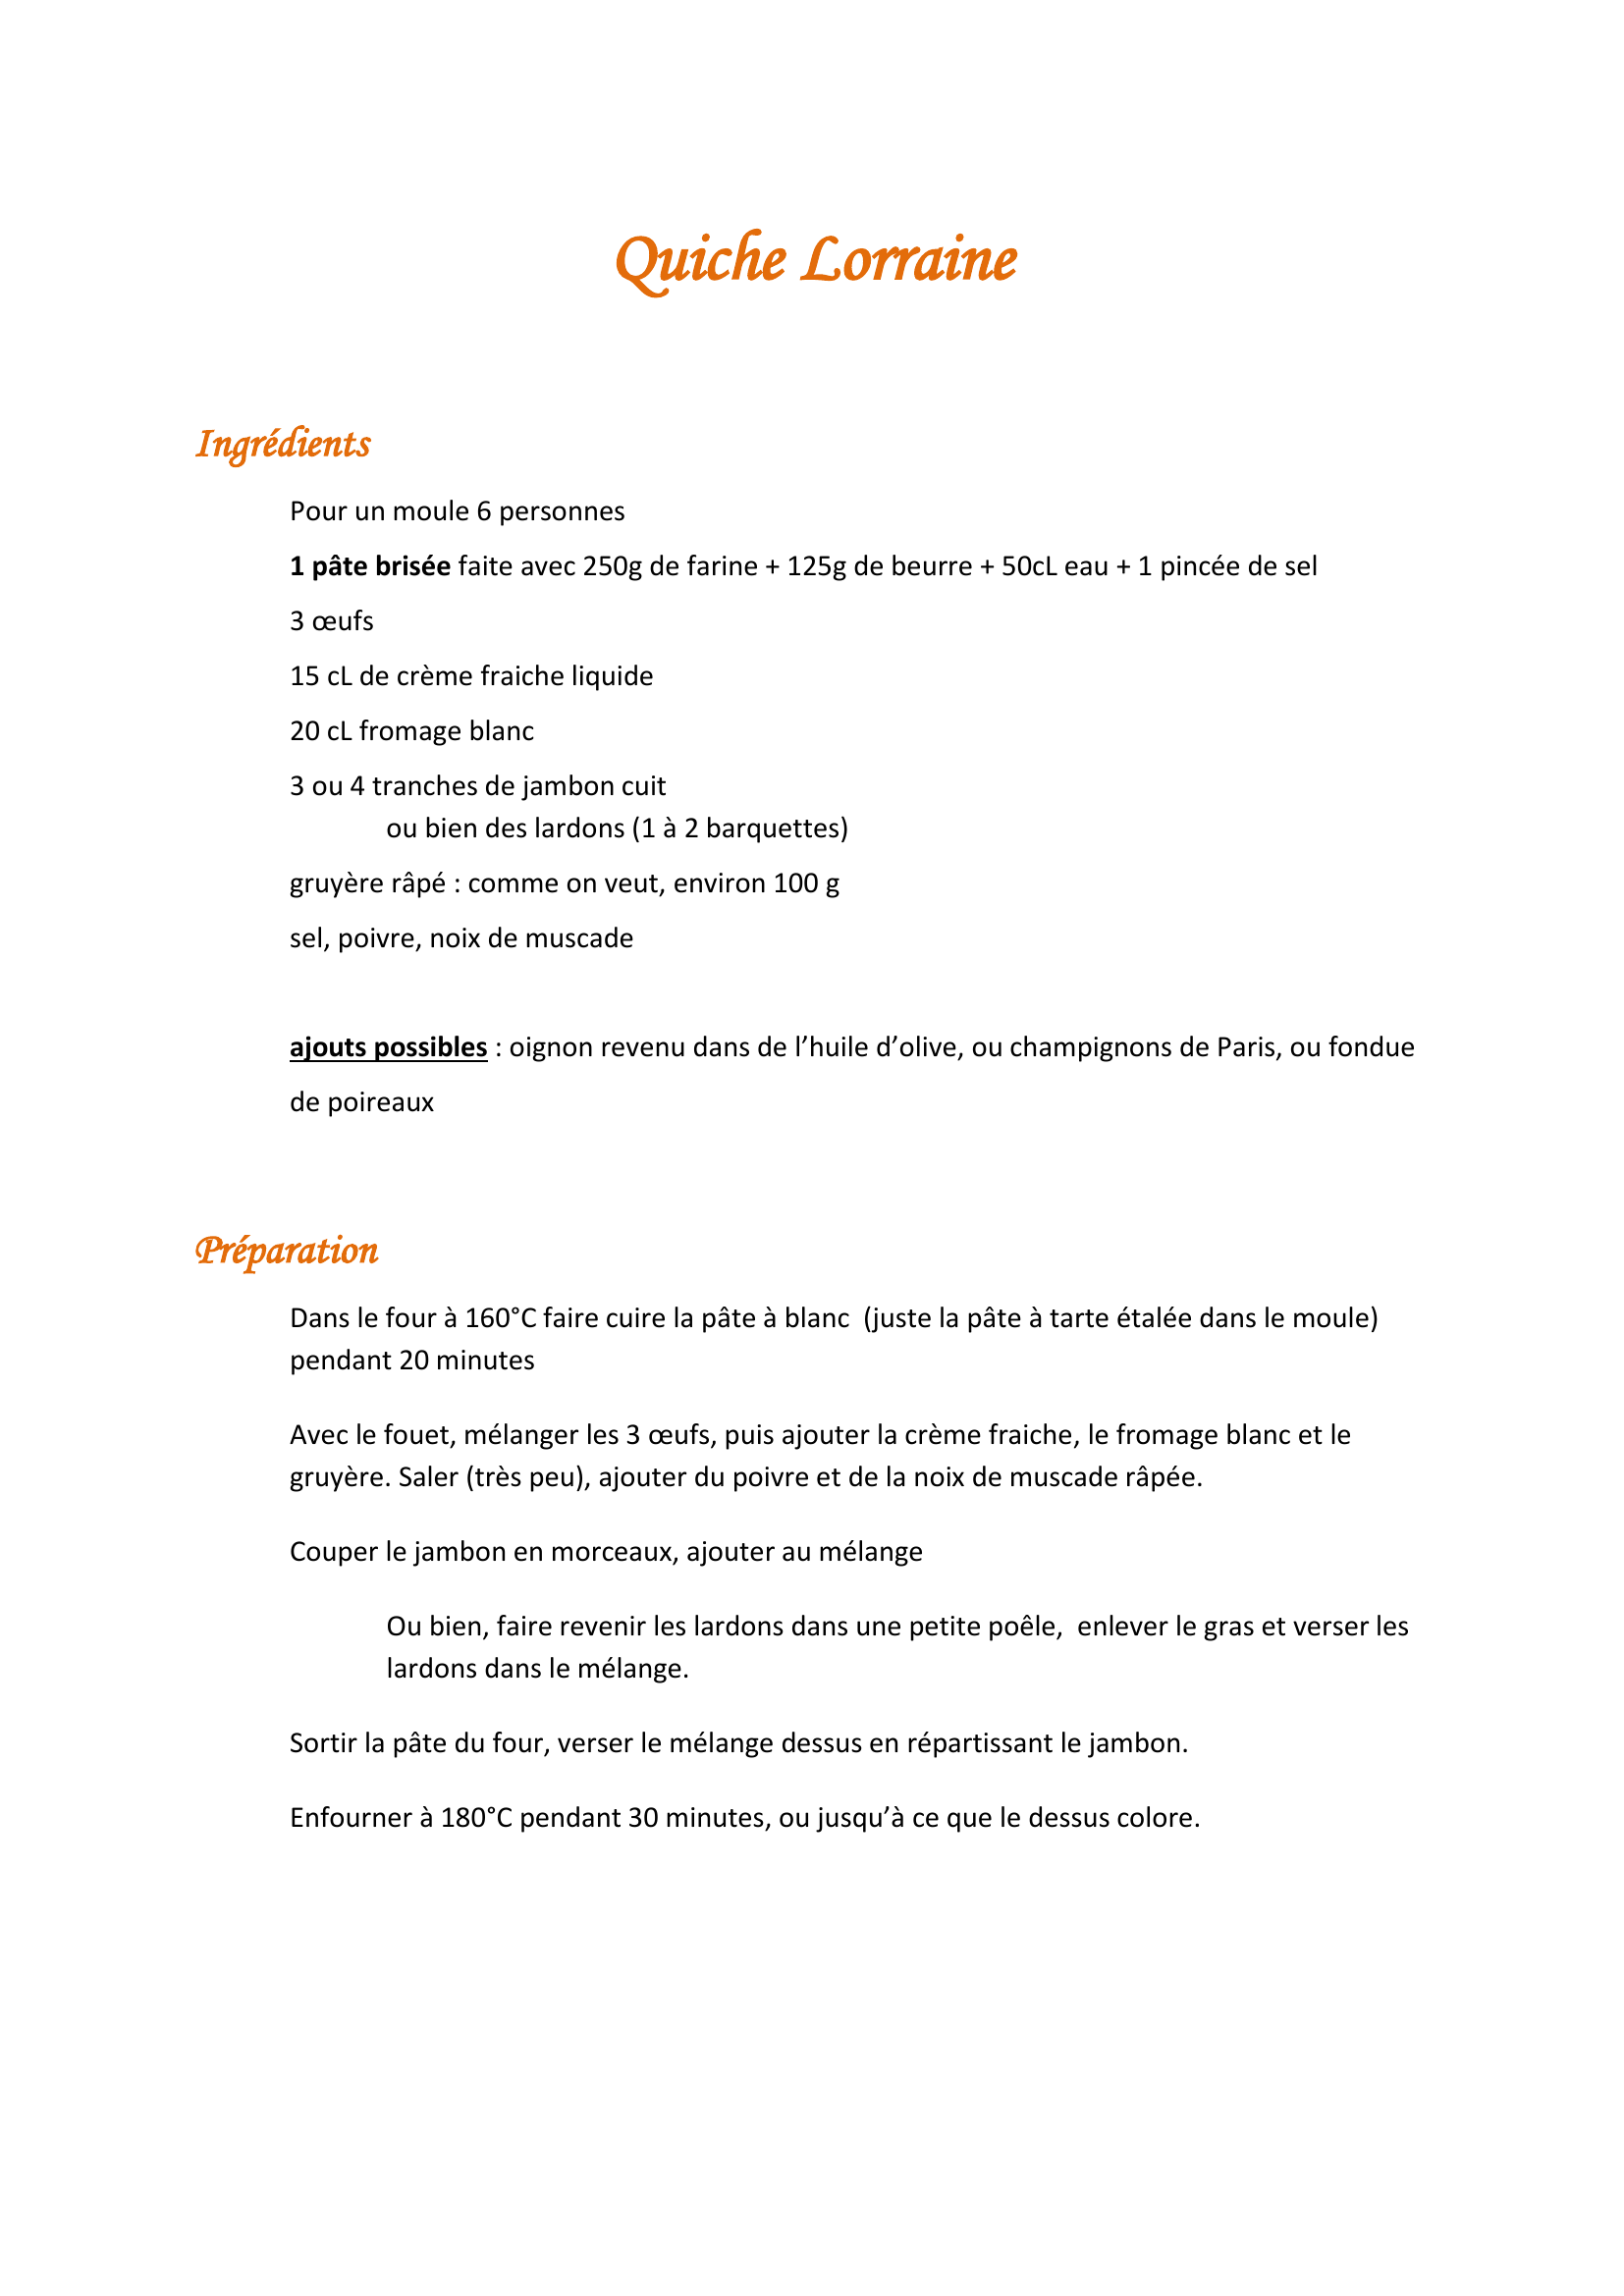 Quiche Lorraine
Ingrédients
Pour un moule 6 personnes
1 pâte brisée faite avec 250g de farine + 125g de beurre + 50cL eau + 1 pincée de sel
3 œufs
15 cL de crème fraiche liquide
20 cL fromage blanc
3 ou 4 tranches de jambon cuit
ou bien des lardons (1 à 2 barquettes)
gruyère râpé : comme on veut, environ 100 g
sel, poivre, noix de muscade
ajouts possibles : oignon revenu dans de l’huile d’olive, ou champignons de Paris, ou fondue
de poireaux
Préparation
Dans le four à 160°C faire cuire la pâte à blanc  (juste la pâte à tarte étalée dans le moule)
pendant 20 minutes
Avec le fouet, mélanger les 3 œufs, puis ajouter la crème fraiche, le fromage blanc et le
gruyère. Saler (très peu), ajouter du poivre et de la noix de muscade râpée.
Couper le jambon en morceaux, ajouter au mélange
Ou bien, faire revenir les lardons dans une petite poêle,  enlever le gras et verser les
lardons dans le mélange.
Sortir la pâte du four, verser le mélange dessus en répartissant le jambon.
Enfourner à 180°C pendant 30 minutes, ou jusqu’à ce que le dessus colore.